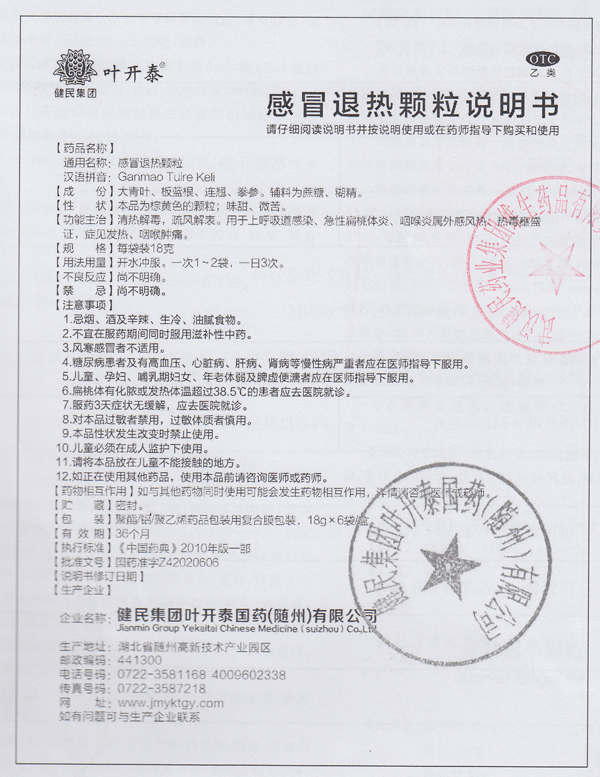 叶开泰®
健民集团
OTC
乙类
感冒退热颗粒说明书
请仔细阅读说明书并按说明使用或在药师指导下购买和使用
【药品名称】
通用名称：感冒退热颗粒
汉语拼音：Ganmao Tuire Keli
【成 份】大青叶、板蓝根、连翘、拳参。辅料为蔗糖、糊精。
【性 状】本品为棕黄色的颗粒；味甜、微苦。
【功能主治】清热解毒，疏风解表。用于上呼吸道感染、急性扁桃体炎、咽喉炎属外感风热、热毒壅盛
证，症见发热、咽喉肿痛。
【规 格】每袋装18克
【用法用量】开水冲服，一次1~2袋，一日3次。
【不良反应】尚不明确。
【禁 忌】尚不明确。
【注意事项】
1.忌烟、酒及辛辣、生冷、油腻食物。
2.不宜在服药期间同时服用滋补性中药。
3.风寒感冒者不适用。
4.糖尿病患者及有高血压、心脏病、肝病、肾病等慢性病严重者应在医师指导下服用。
5.儿童、孕妇、哺乳期妇女、年老体弱及脾虚便溏者应在医师指导下服用。
6.扁桃体有化脓或发热体温超过38.5℃的患者应去医院就诊。
7.服药3天症状无缓解，应去医院就诊。
8.对本品过敏者禁用，过敏体质者慎用。
9.本品性状发生改变时禁止使用。
10.儿童必须在成人监护下使用。
11.请将本品放在儿童不能接触的地方。
12.如正在使用其他药品，使用本品前请咨询医师或药师。
【药物相互作用】如与其他药物同时使用可能会发生药物相互作用，详情请咨询医师或药师。
【贮 藏】密封。
【包 装】聚酯/铝/聚乙烯药品包装用复合膜包装，18g×6袋/盒。
【有 效 期】36个月
【执行标准】《中国药典》2010年版一部
【批准文号】国药准字Z42020606
【说明书修订日期】
【生产企业】
企业名称：健民集团叶开泰国药(随州)有限公司
Jianmin Group Yekaitai Chinese Medicine（suizhou）Co.,Ltd
生产地址：湖北省随州高新技术产业园区
邮政编码：441300
电话号码：0722-3581168 4009602338
传真号码：0722-3587218
网 址：www.jmyktgy.com
如有问题可与生产企业联系
健民集团叶开泰国药(随州)有限公司